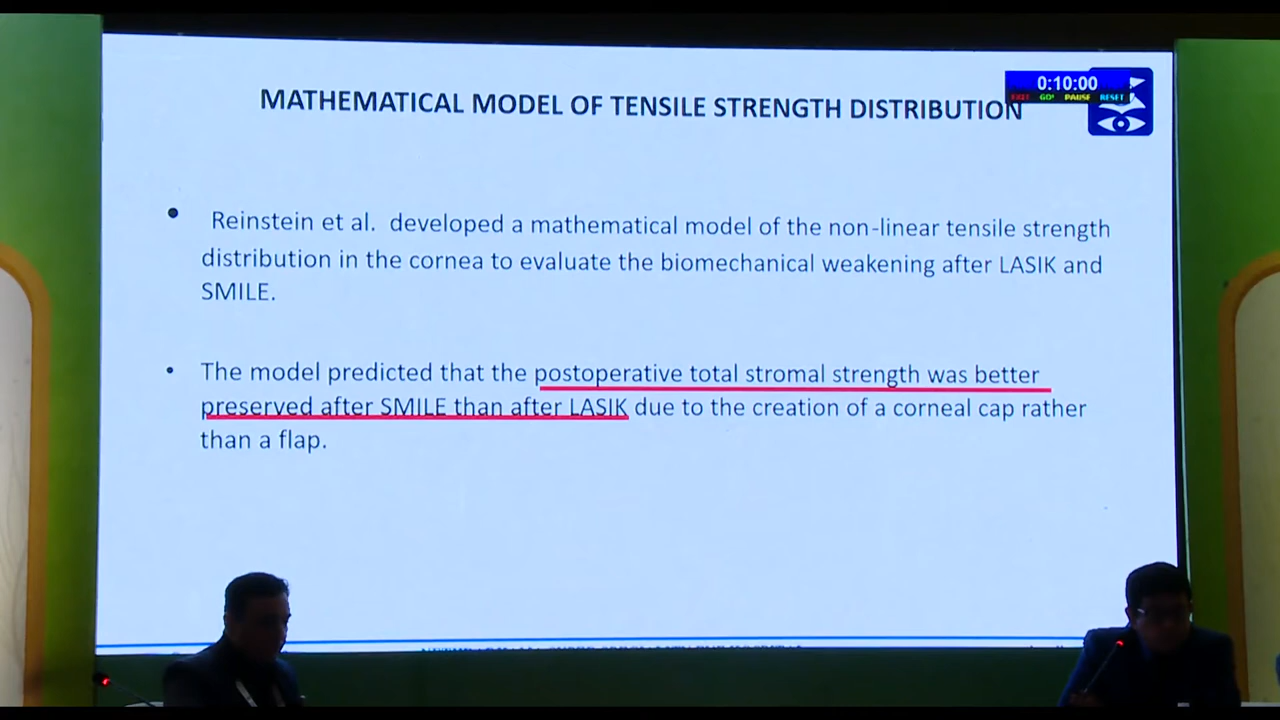 0:10:00
EXIT GO! PAUSE RESET
MATHEMATICAL MODEL OF TENSILE STRENGTH DISTRIBUTION
• Reinstein et al. developed a mathematical model of the non-linear tensile strength
distribution in the cornea to evaluate the biomechanical weakening after LASIK and
SMILE.
• The model predicted that the postoperative total stromal strength was better
preserved after SMILE than after LASIK due to the creation of a corneal cap rather
than a flap.